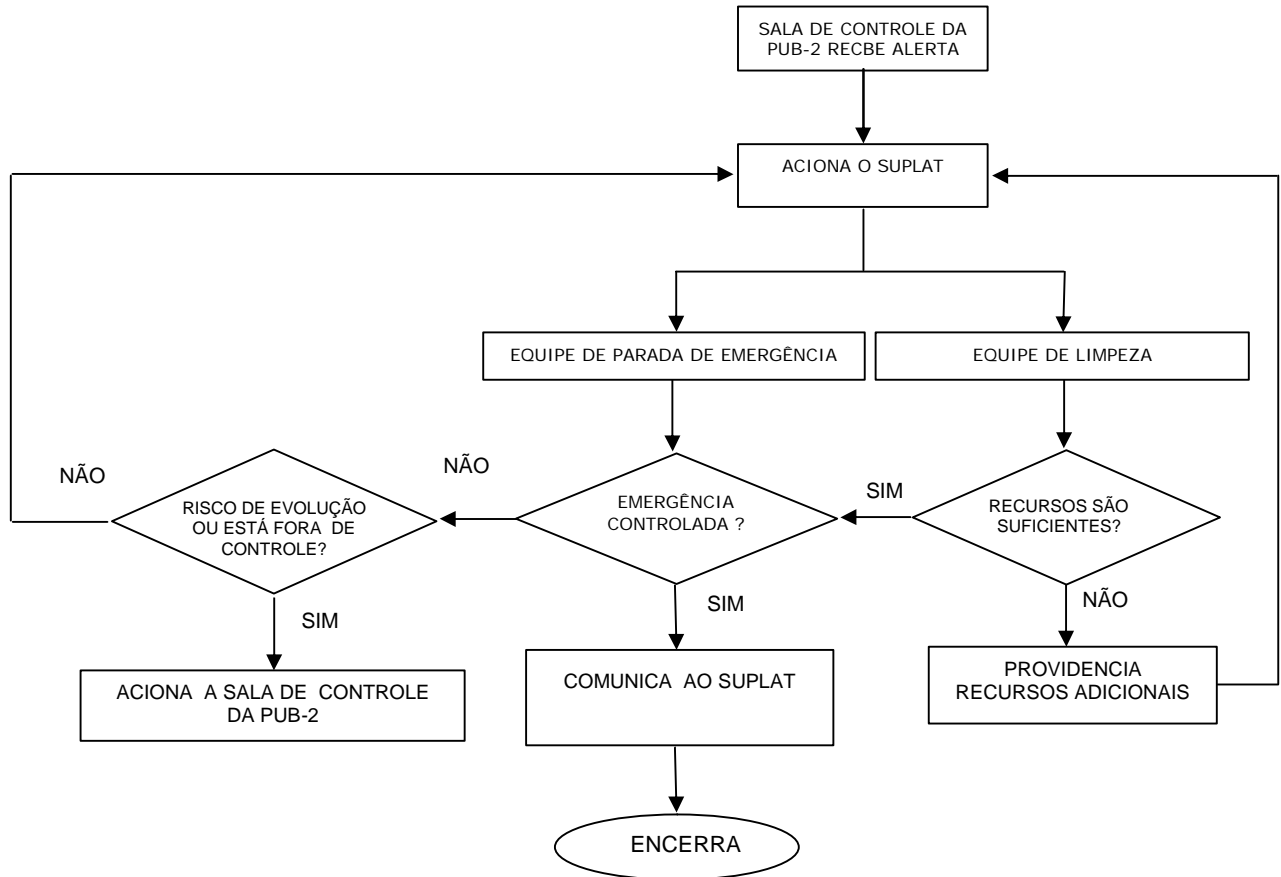 SALA DE CONTROLE DA
PUB-2 RECBE ALERTA
ACIONA O SUPLAT
EQUIPE DE PARADA DE EMERGÊNCIA
EQUIPE DE LIMPEZA
NÃO
RISCO DE EVOLUÇÃO
OU ESTÁ FORA DE
CONTROLE?
NÃO
EMERGÊNCIA
CONTROLADA ?
SIM
RECURSOS SÃO
SUFICIENTES?
SIM
SIM
NÃO
ACIONA A SALA DE CONTROLE
DA PUB-2
COMUNICA AO SUPLAT
PROVIDENCIA
RECURSOS ADICIONAIS
ENCERRA